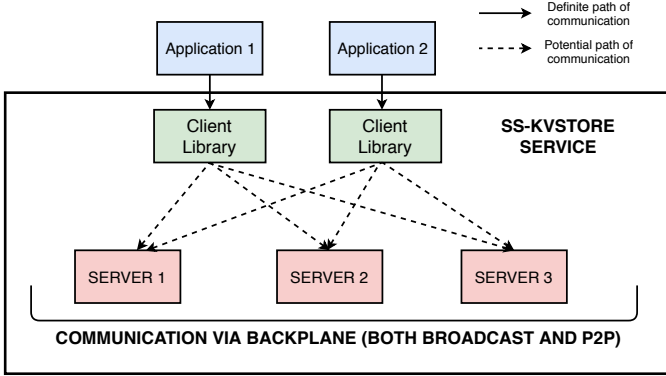 Definite path of
communication
Potential path of
communication
Application 1
Application 2
Client
Library
Client
Library
SS-KVSTORE
SERVICE
SERVER 1
SERVER 2
SERVER 3
COMMUNICATION VIA BACKPLANE (BOTH BROADCAST AND P2P)